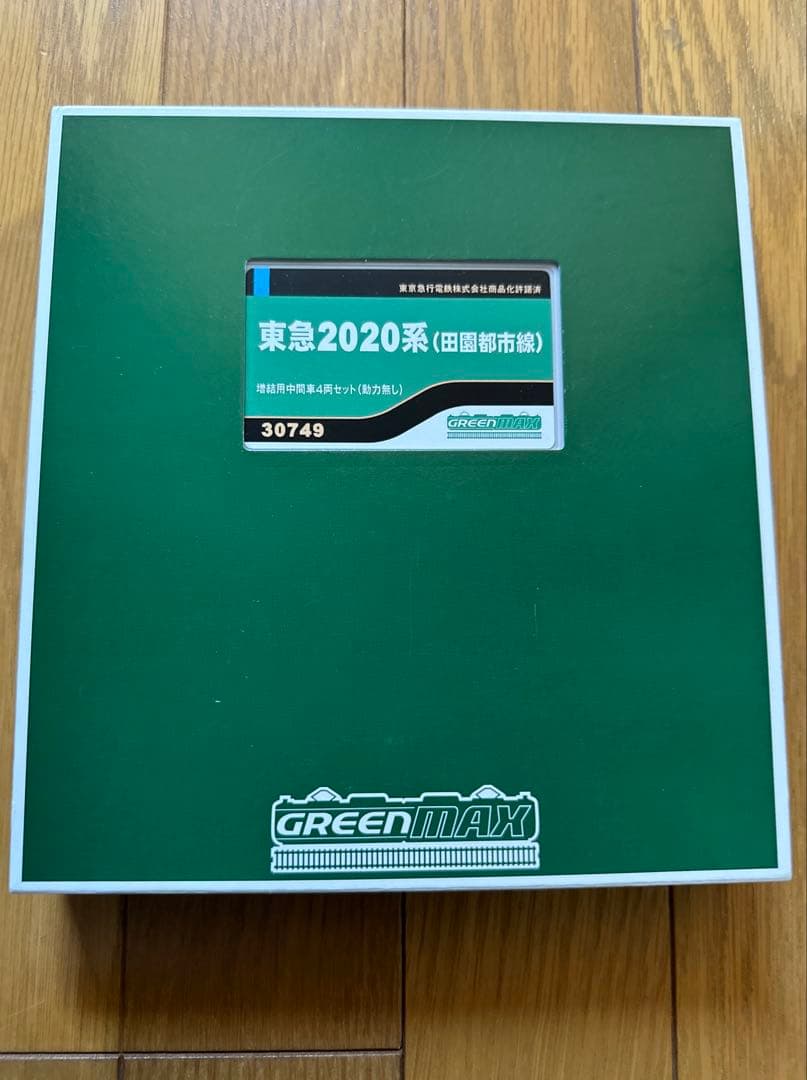 東京急行電鉄株式会社商品化許諾済
東急2020系(田園都市線)
増結用中間車4両セット(動力無し)
30749
GREENMAX
GREENMAX